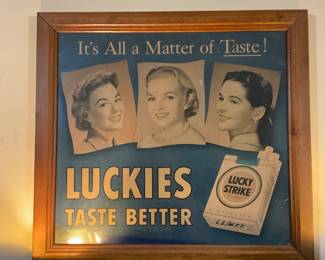 It's All a Matter of Taste!
LUCKIES
TASTE BETTER
LUCKY
STRIKE